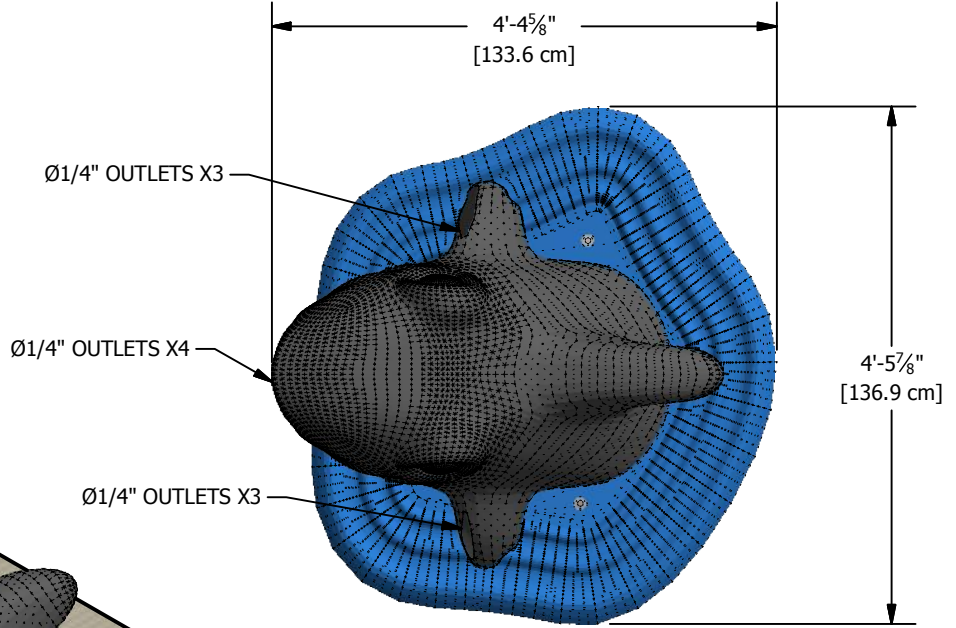 4'-4⅝"
[133.6 cm]
Ø1/4" OUTLETS X3
Ø1/4" OUTLETS X4
4'-5⅞"
[136.9 cm]
Ø1/4" OUTLETS X3